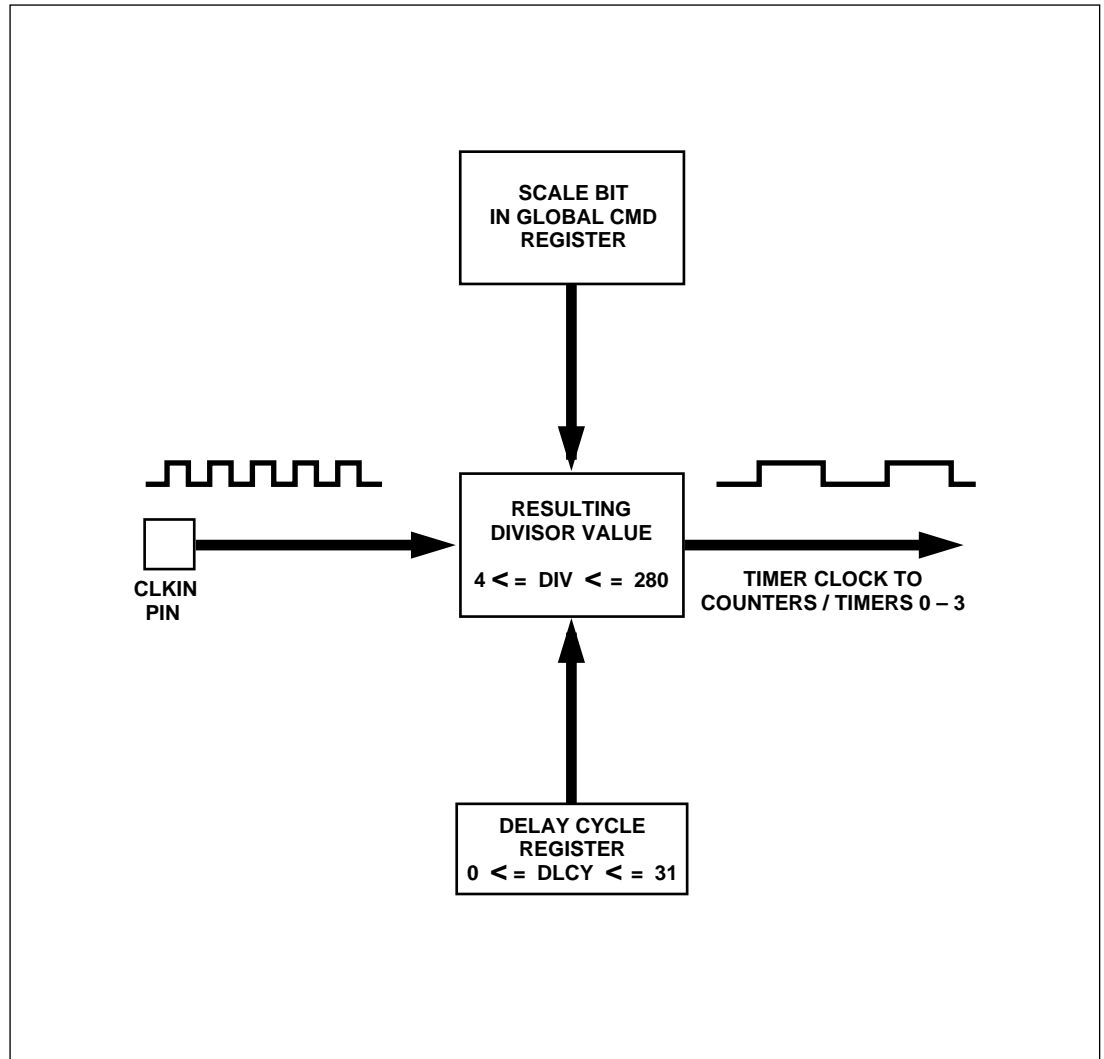 SCALE BIT
IN GLOBAL CMD
REGISTER
RESULTING
DIVISOR VALUE
4 < = DIV < = 280
CLKIN
PIN
TIMER CLOCK TO
COUNTERS / TIMERS 0 – 3
DELAY CYCLE
REGISTER
0 < = DLCY < = 31